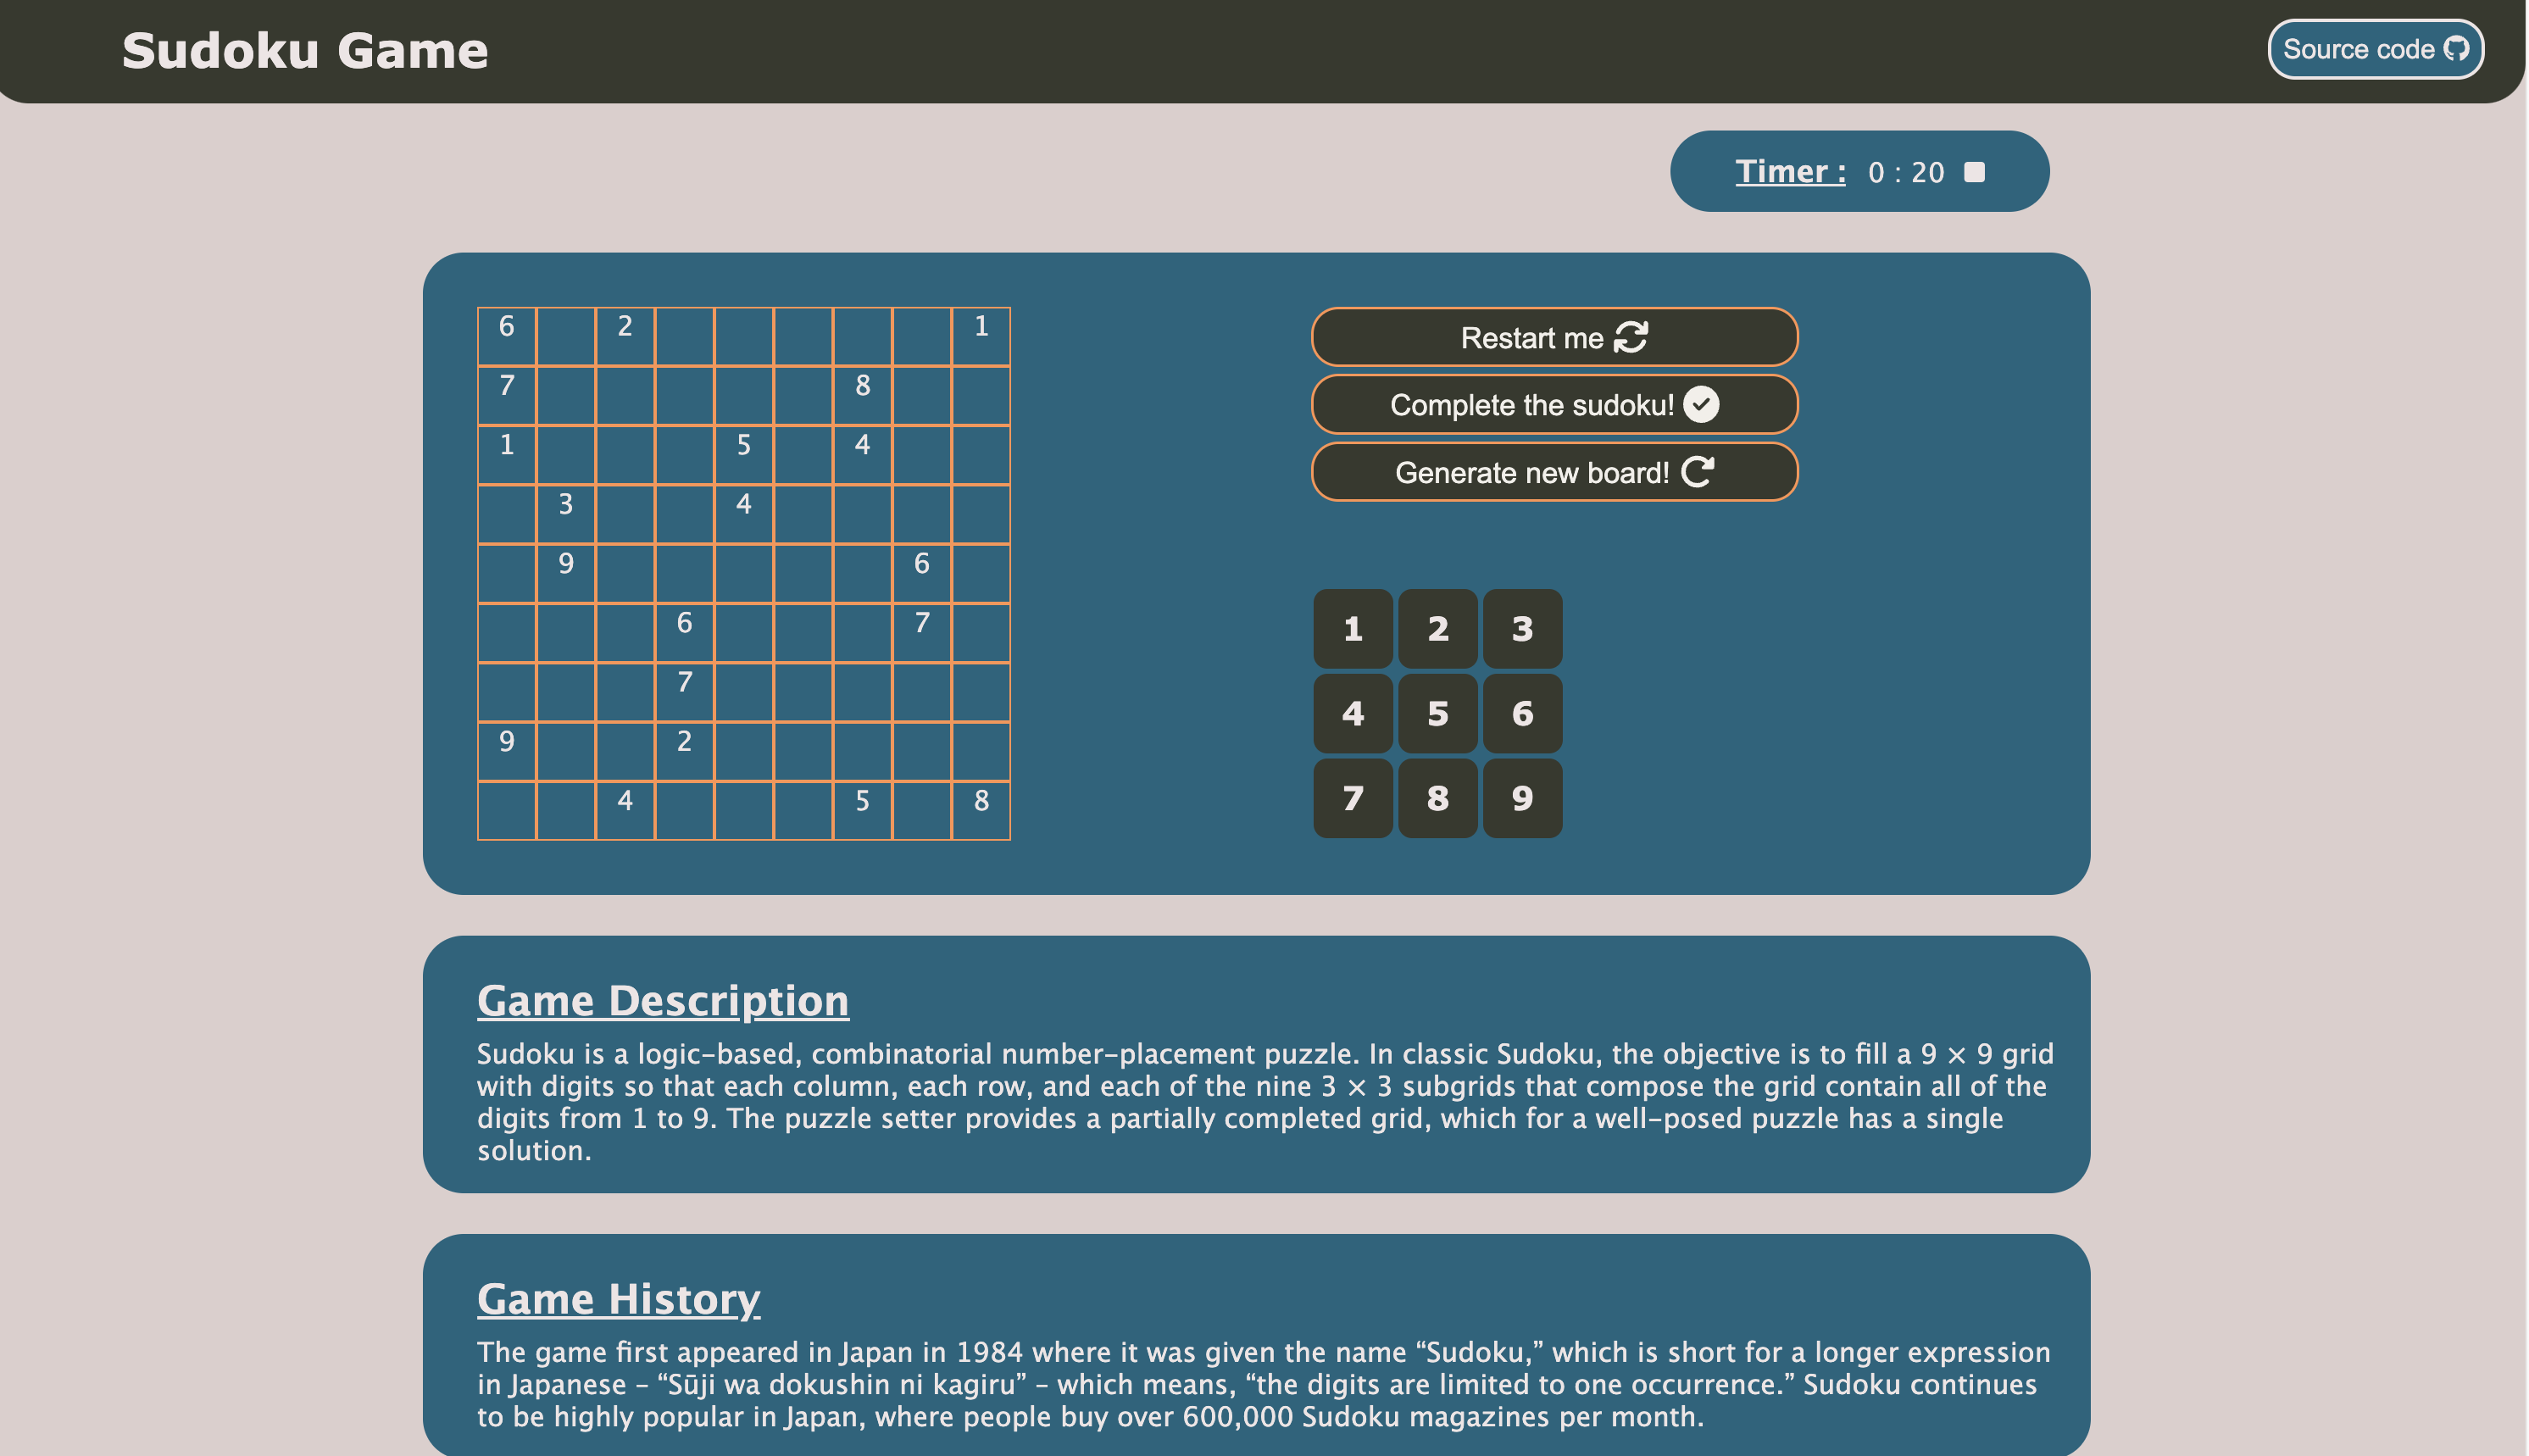 Sudoku Game
Source code
Timer : 0 : 20
6 2 1
7 8
1 5 4
3 4
9 6
6 7
7
9 2
4 5 8
Restart me
Complete the sudoku!
Generate new board!
1 2 3
4 5 6
7 8 9
Game Description
Sudoku is a logic-based, combinatorial number-placement puzzle. In classic Sudoku, the objective is to fill a 9 × 9 grid
with digits so that each column, each row, and each of the nine 3 × 3 subgrids that compose the grid contain all of the
digits from 1 to 9. The puzzle setter provides a partially completed grid, which for a well-posed puzzle has a single
solution.
Game History
The game first appeared in Japan in 1984 where it was given the name “Sudoku,” which is short for a longer expression
in Japanese – “Sūji wa dokushin ni kagiru” – which means, “the digits are limited to one occurrence.” Sudoku continues
to be highly popular in Japan, where people buy over 600,000 Sudoku magazines per month.